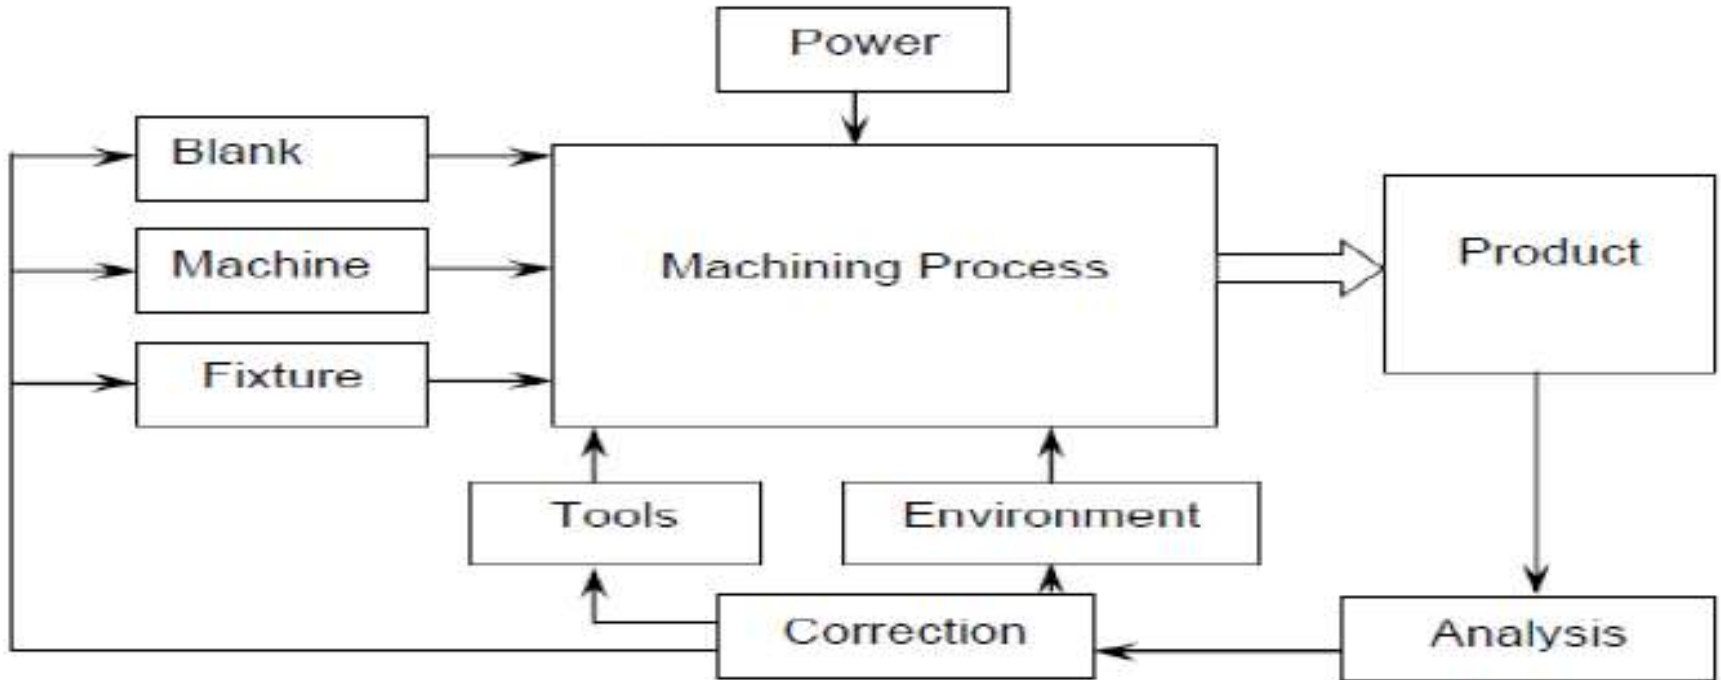 Power
Blank
Machine
Fixture
Machining Process
Product
Tools
Environment
Correction
Analysis